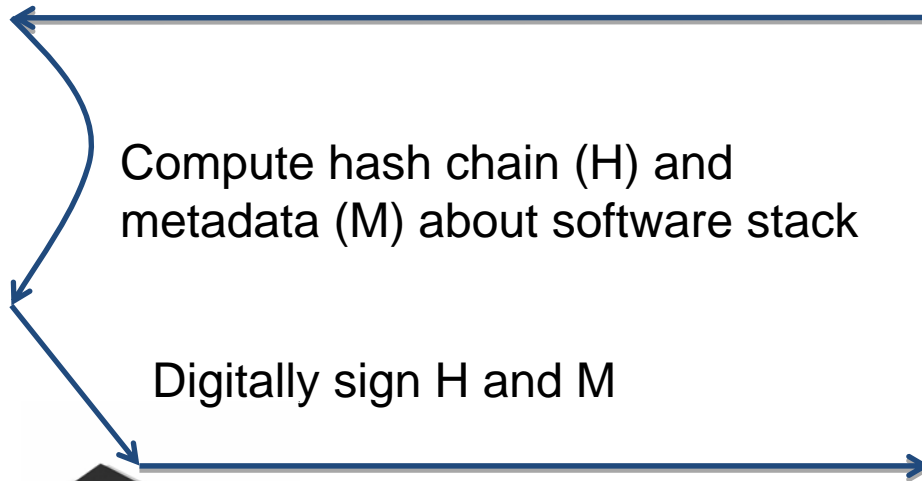 Compute hash chain (H) and
metadata (M) about software stack
Digitally sign H and M